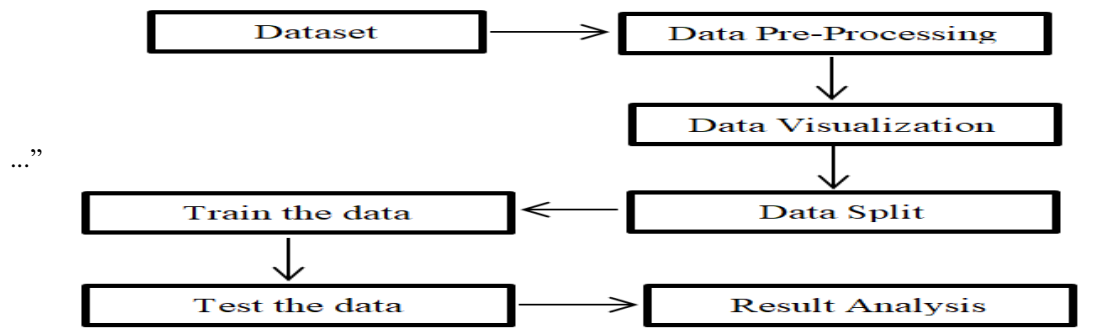 Dataset
Data Pre-Processing
Data Visualization
...”
Data Split
Train the data
Test the data
Result Analysis